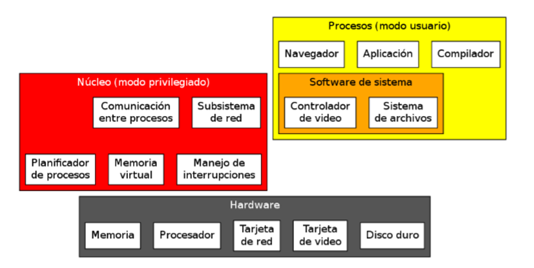 Procesos (modo usuario)
Navegador
Aplicación
Compilador
Software de sistema
Controlador
de video
Sistema
de archivos
Núcleo (modo privilegiado)
Comunicación
entre procesos
Subsistema
de red
Planificador
de procesos
Memoria
virtual
Manejo de
interrupciones
Hardware
Memoria
Procesador
Tarjeta
de red
Tarjeta
de video
Disco duro